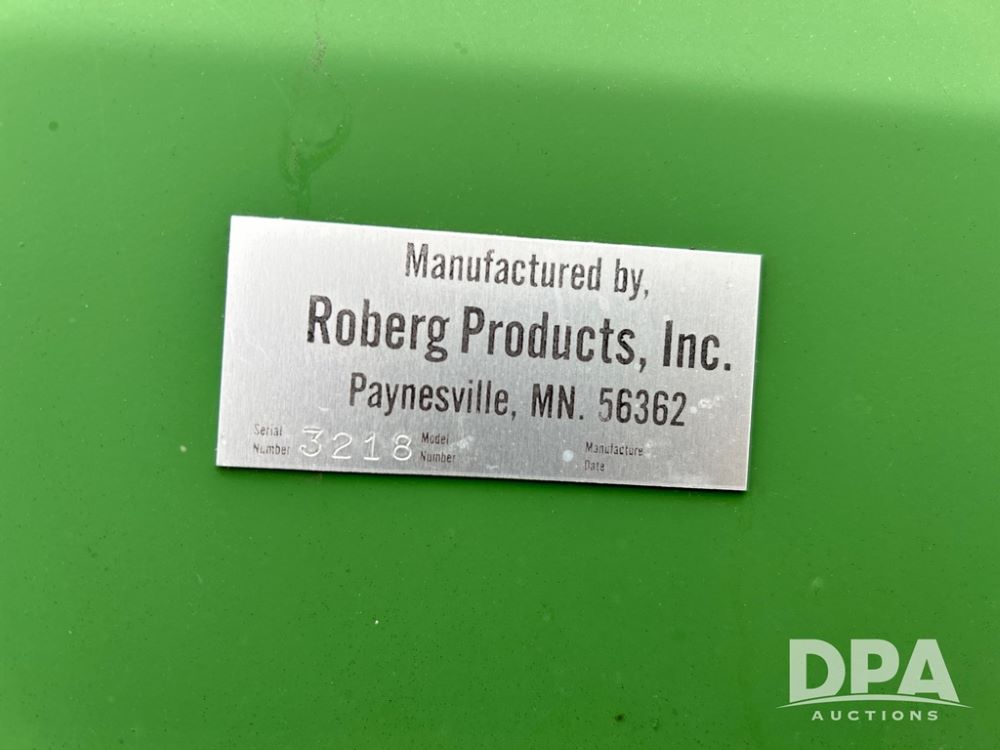 Manufactured by,
Roberg Products, Inc.
Paynesville, MN. 56362
Serial Number 3218 Model Number Manufacture Date
DPA
AUCTIONS